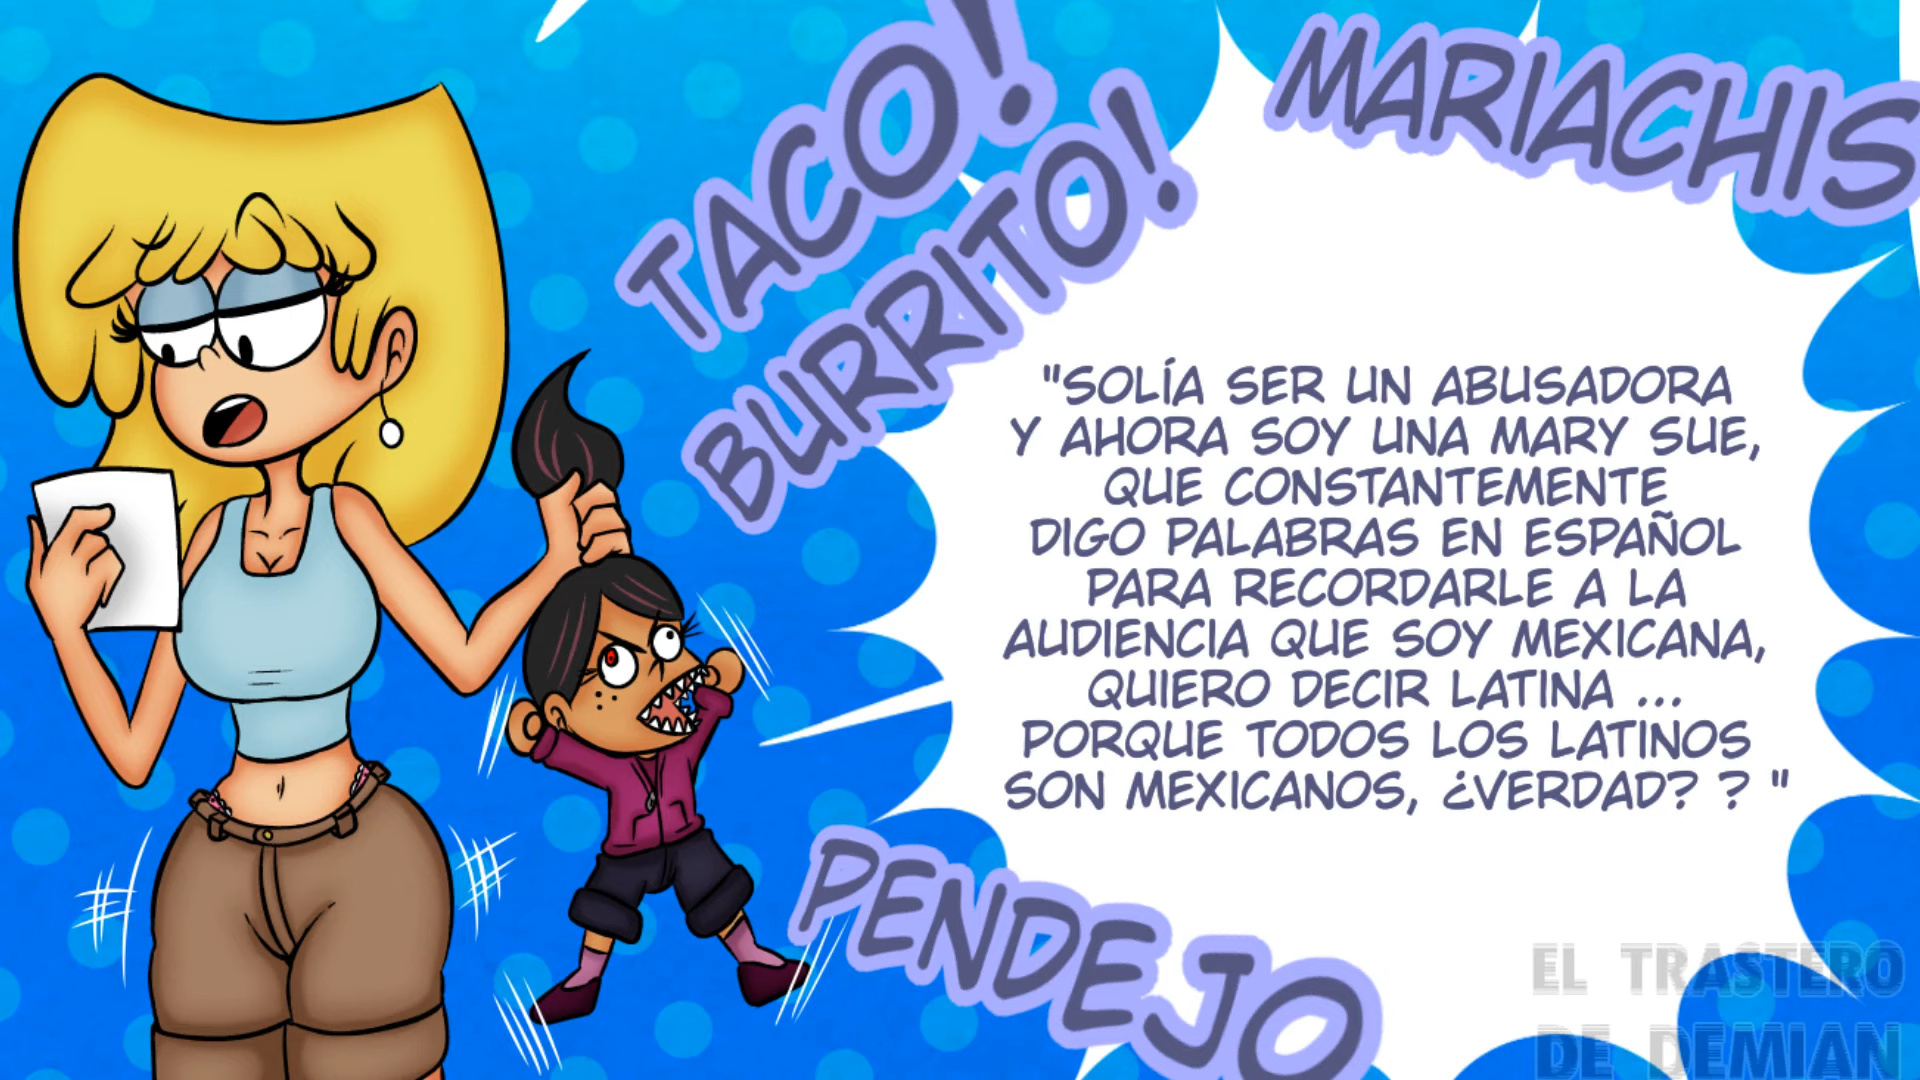 TACO!
BURRITO!
MARIACHIS
"SOLÍA SER UN ABUSADORA
Y AHORA SOY UNA MARY SUE,
QUE CONSTANTEMENTE
DIGO PALABRAS EN ESPAÑOL
PARA RECORDARLE A LA
AUDIENCIA QUE SOY MEXICANA,
QUIERO DECIR LATINA ...
PORQUE TODOS LOS LATINOS
SON MEXICANOS, ¿VERDAD? ? "
PENDEJO
EL TRASTERO
DE DEMIAN